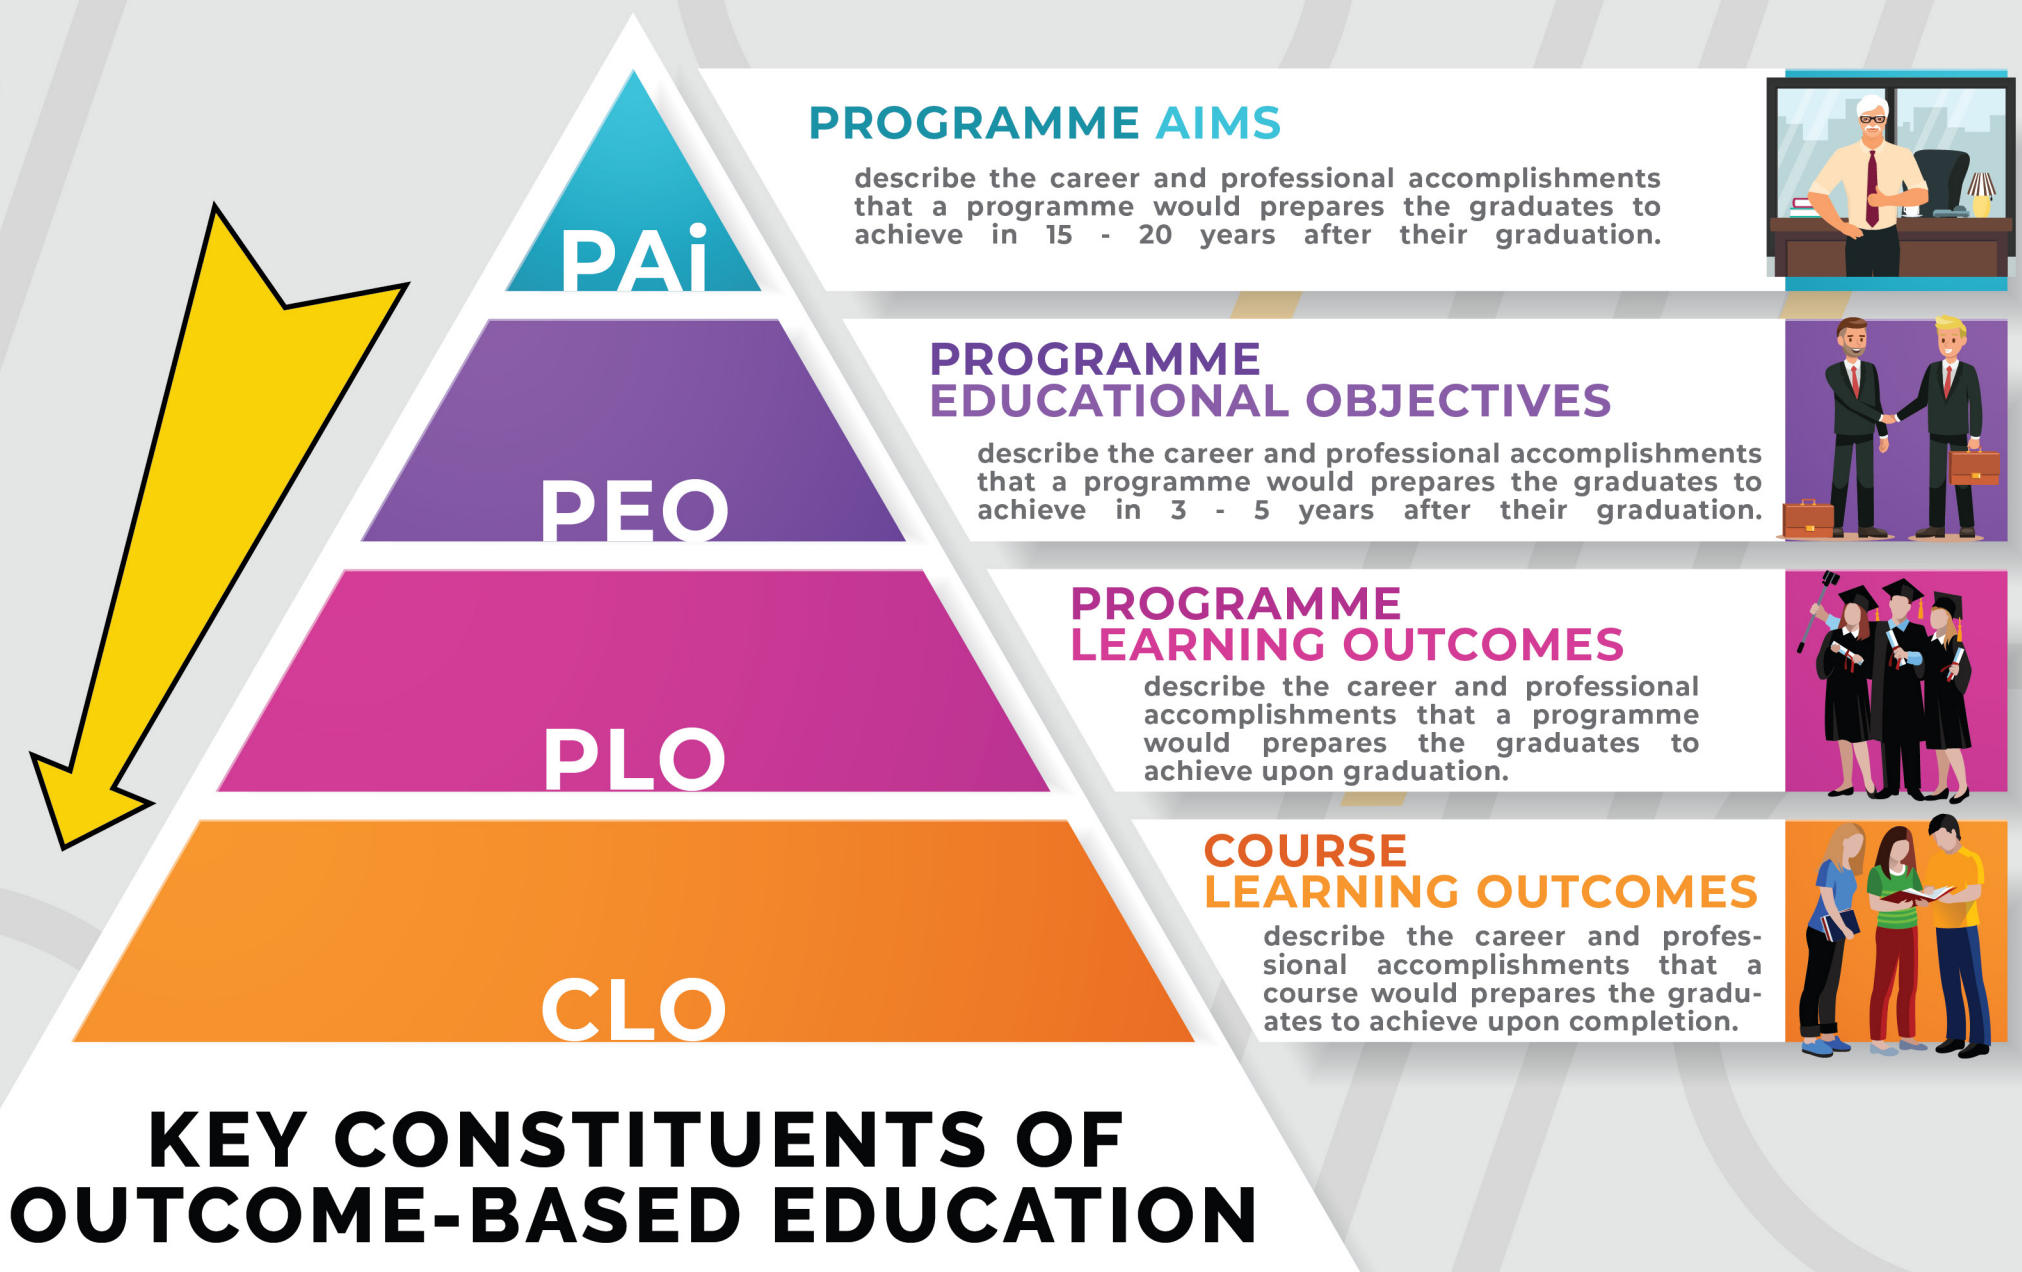 PAi
PROGRAMME AIMS
describe the career and professional accomplishments
that a programme would prepares the graduates to
achieve in 15 - 20 years after their graduation.
PEO
PROGRAMME
EDUCATIONAL OBJECTIVES
describe the career and professional accomplishments
that a programme would prepares the graduates to
achieve in 3 - 5 years after their graduation.
PLO
PROGRAMME
LEARNING OUTCOMES
describe the career and professional
accomplishments that a programme
would prepares the graduates to
achieve upon graduation.
CLO
COURSE
LEARNING OUTCOMES
describe the career and profes-
sional accomplishments that a
course would prepares the gradu-
ates to achieve upon completion.
KEY CONSTITUENTS OF
OUTCOME-BASED EDUCATION